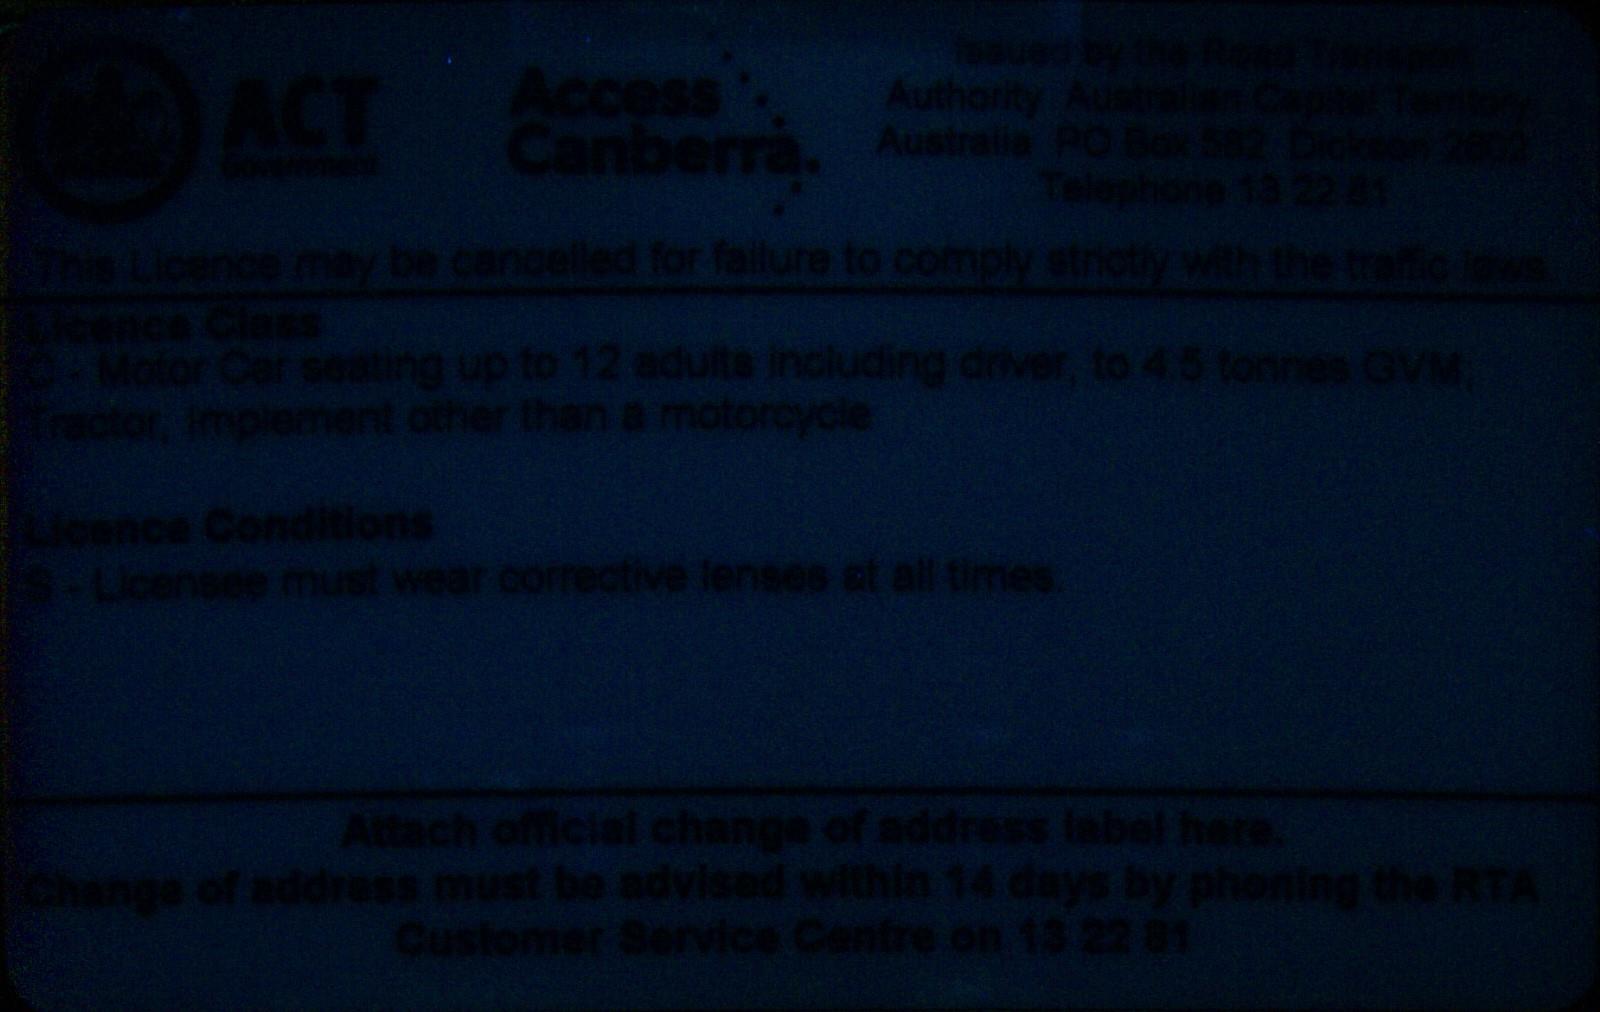 ACT
Government
Access
Canberra.
Issued by the Road Transport
Authority Australian Capital Territory
Australia PO Box 582 Dickson 2602
Telephone 13 22 81
This Licence may be cancelled for failure to comply strictly with the traffic laws.
Licence Class
C - Motor Car seating up to 12 adults including driver, to 4.5 tonnes GVM,
Tractor, Implement other than a motorcycle
Licence Conditions
S - Licensee must wear corrective lenses at all times.
Attach official change of address label here.
Change of address must be advised within 14 days by phoning the RTA
Customer Service Centre on 13 22 81